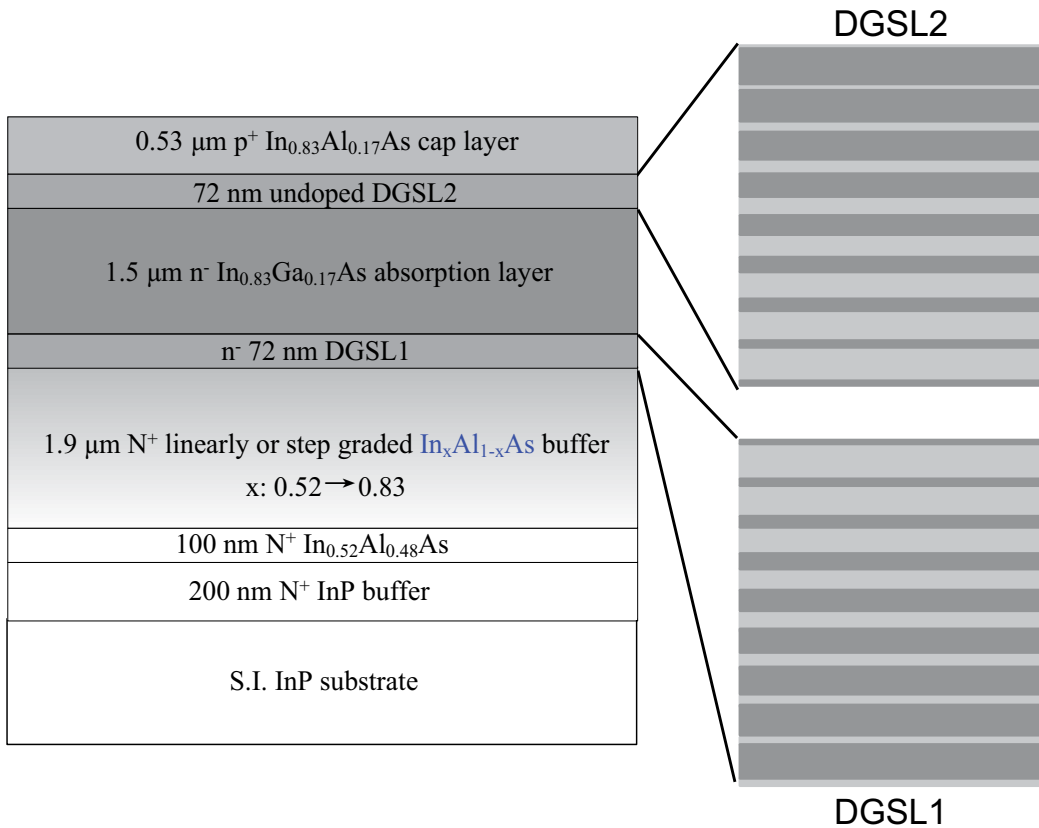 DGSL2
0.53 μm p⁺ In₀.₈₃Al₀.₁₇As cap layer
72 nm undoped DGSL2
1.5 μm n⁻ In₀.₈₃Ga₀.₁₇As absorption layer
n⁻ 72 nm DGSL1
1.9 μm N⁺ linearly or step graded InₓAl₁₋ₓAs buffer
x: 0.52→0.83
100 nm N⁺ In₀.₅₂Al₀.₄₈As
200 nm N⁺ InP buffer
S.I. InP substrate
DGSL1